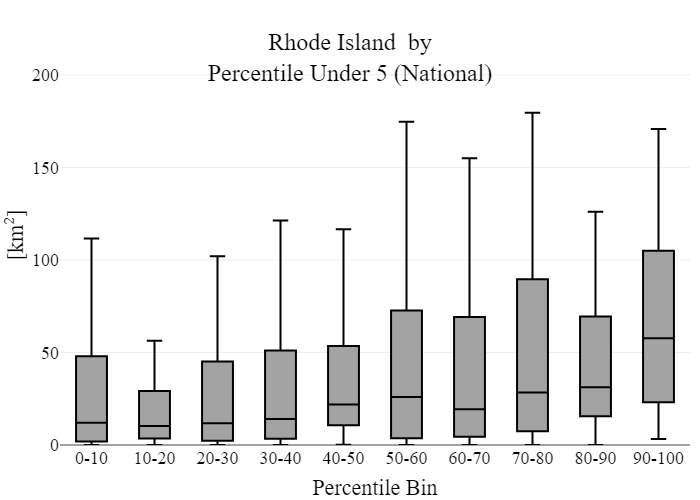 Rhode Island by
Percentile Under 5 (National)
200
150
100
50
0
[km²]
0-10 10-20 20-30 30-40 40-50 50-60 60-70 70-80 80-90 90-100
Percentile Bin